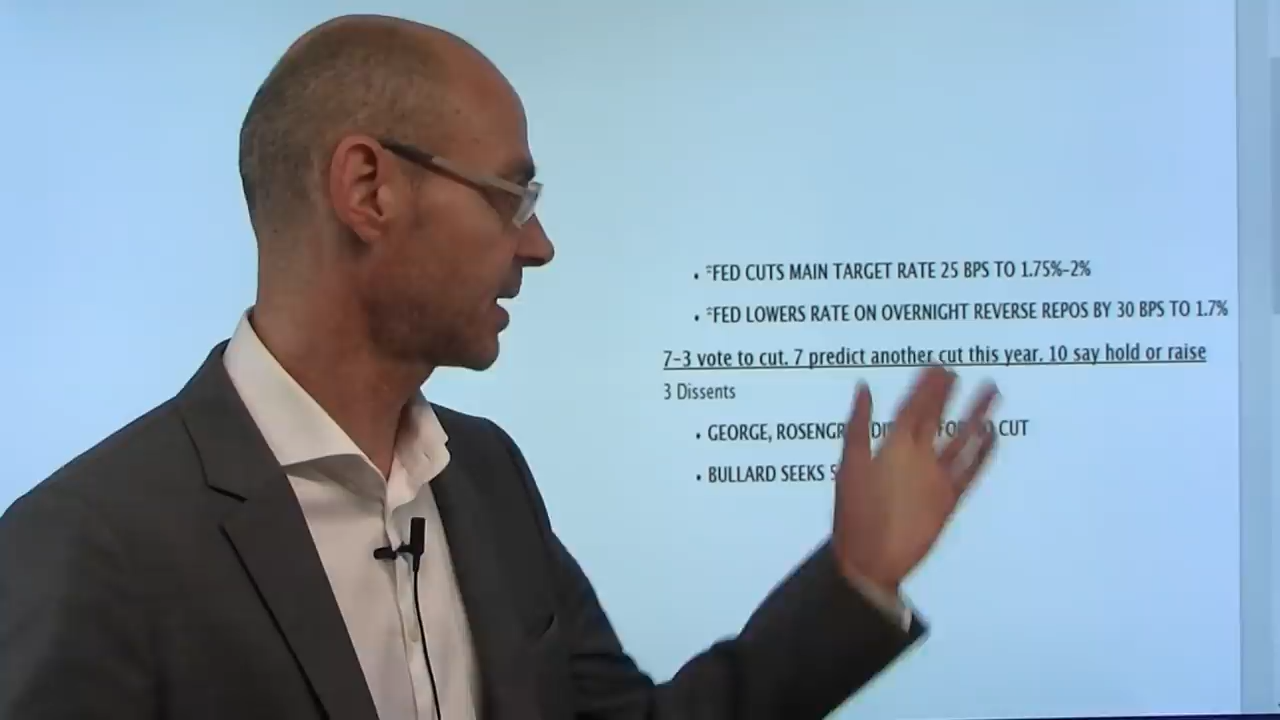 • *FED CUTS MAIN TARGET RATE 25 BPS TO 1.75%-2%
• *FED LOWERS RATE ON OVERNIGHT REVERSE REPOS BY 30 BPS TO 1.7%
7-3 vote to cut. 7 predict another cut this year. 10 say hold or raise
3 Dissents
• GEORGE, CUT
• BULLARD SEEKS